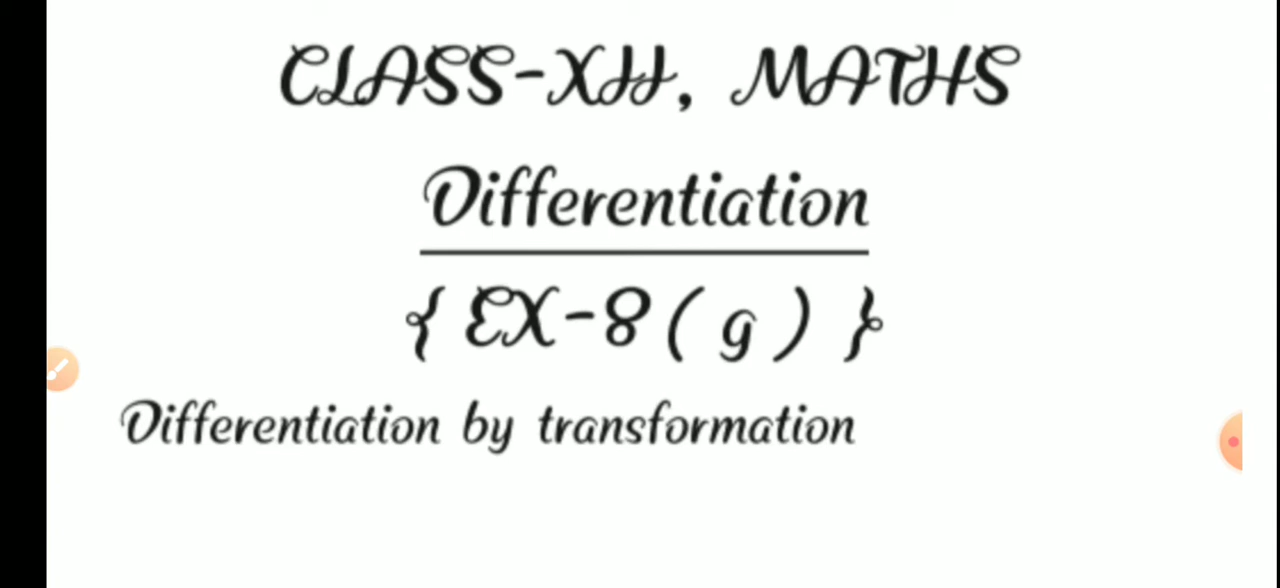 CLASS-XII, MATHS
Differentiation
{ EX-8 ( g ) }
Differentiation by transformation